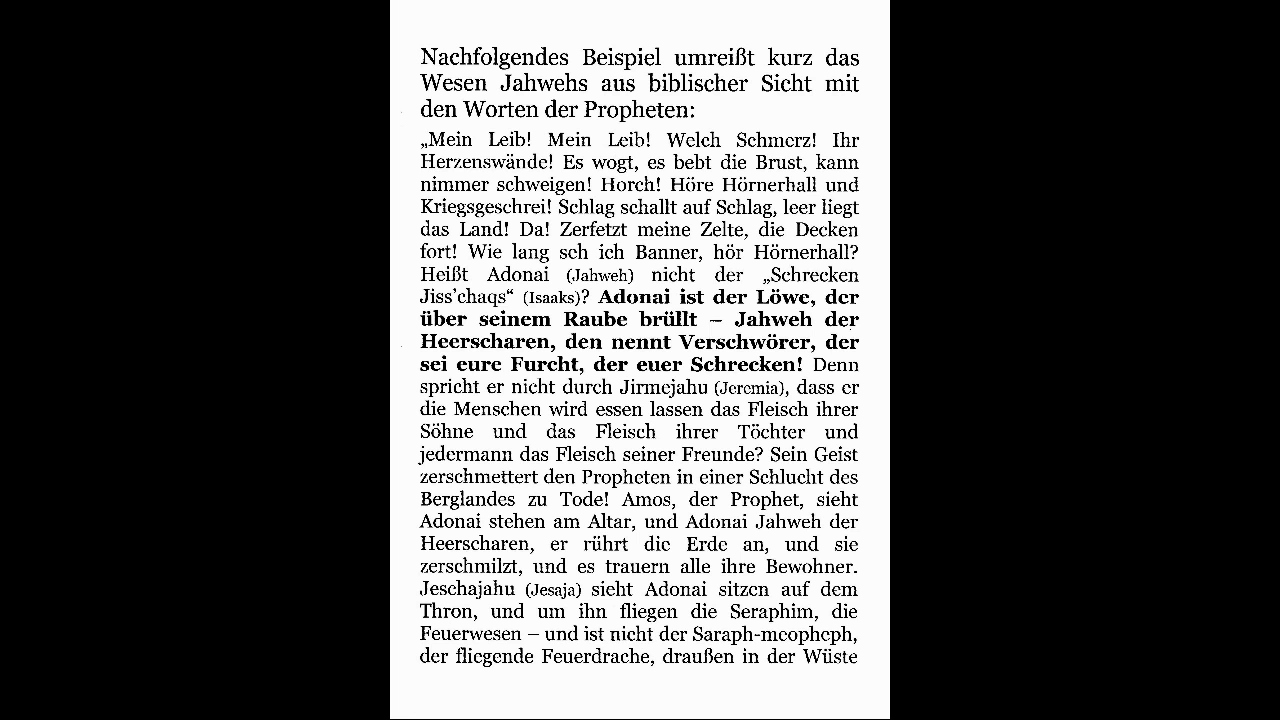 Nachfolgendes Beispiel umreißt kurz das
Wesen Jahwehs aus biblischer Sicht mit
den Worten der Propheten:
„Mein Leib! Mein Leib! Welch Schmerz! Ihr
Herzenswände! Es wogt, es bebt die Brust, kann
nimmer schweigen! Horch! Höre Hörnerhall und
Kriegsgeschrei! Schlag schallt auf Schlag, leer liegt
das Land! Da! Zerfetzt meine Zelte, die Decken
fort! Wie lang seh ich Banner, hör Hörnerhall?
Heißt Adonai (Jahweh) nicht der „Schrecken
Jiss'chaqs“ (Isaaks)? Adonai ist der Löwe, der
über seinem Raube brüllt – Jahweh der
Heerscharen, den nennt Verschwörer, der
sei eure Furcht, der euer Schrecken! Denn
spricht er nicht durch Jirmejahu (Jeremia), dass er
die Menschen wird essen lassen das Fleisch ihrer
Söhne und das Fleisch ihrer Töchter und
jedermann das Fleisch seiner Freunde? Sein Geist
zerschmettert den Propheten in einer Schlucht des
Berglandes zu Tode! Amos, der Prophet, sieht
Adonai stehen am Altar, und Adonai Jahweh der
Heerscharen, er rührt die Erde an, und sie
zerschmilzt, und es trauern alle ihre Bewohner.
Jeschajahu (Jesaja) sieht Adonai sitzen auf dem
Thron, und um ihn fliegen die Seraphim, die
Feuerwesen – und ist nicht der Saraph-meopheph,
der fliegende Feuerdrache, draußen in der Wüste